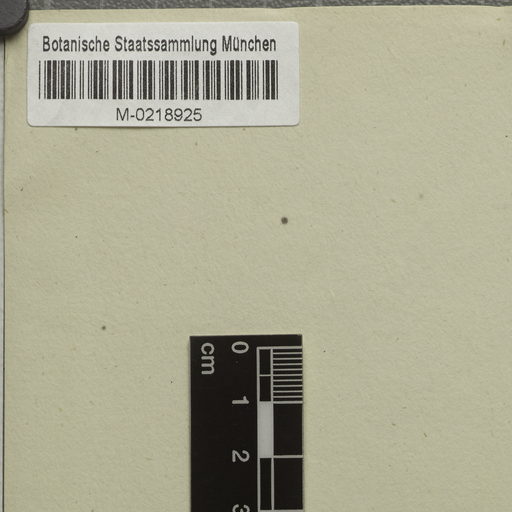 Botanische Staatssammlung München
M-0218925
cm
0
1
2
3